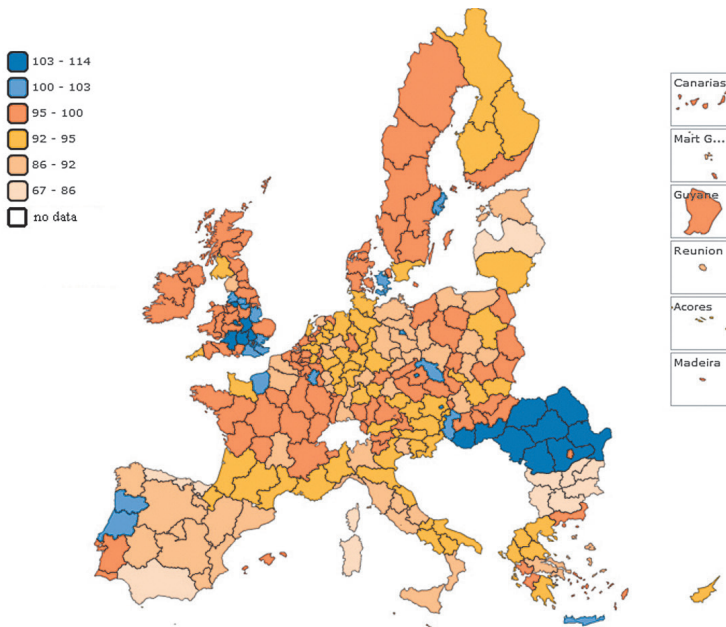 103 - 114
100 - 103
95 - 100
92 - 95
86 - 92
67 - 86
no data
Canarias
Mart G...
Guyane
Reunion
Acores
Madeira